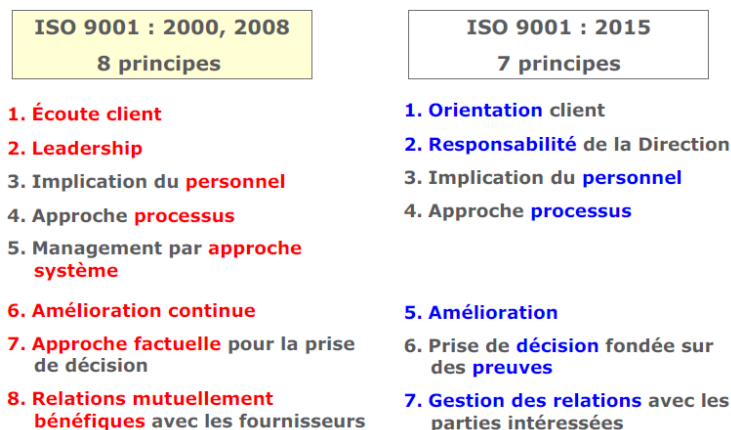 ISO 9001 : 2000, 2008
8 principes
1. Écoute client
2. Leadership
3. Implication du personnel
4. Approche processus
5. Management par approche
système
6. Amélioration continue
7. Approche factuelle pour la prise
de décision
8. Relations mutuellement
bénéfiques avec les fournisseurs
ISO 9001 : 2015
7 principes
1. Orientation client
2. Responsabilité de la Direction
3. Implication du personnel
4. Approche processus
5. Amélioration
6. Prise de décision fondée sur
des preuves
7. Gestion des relations avec les
parties intéressées